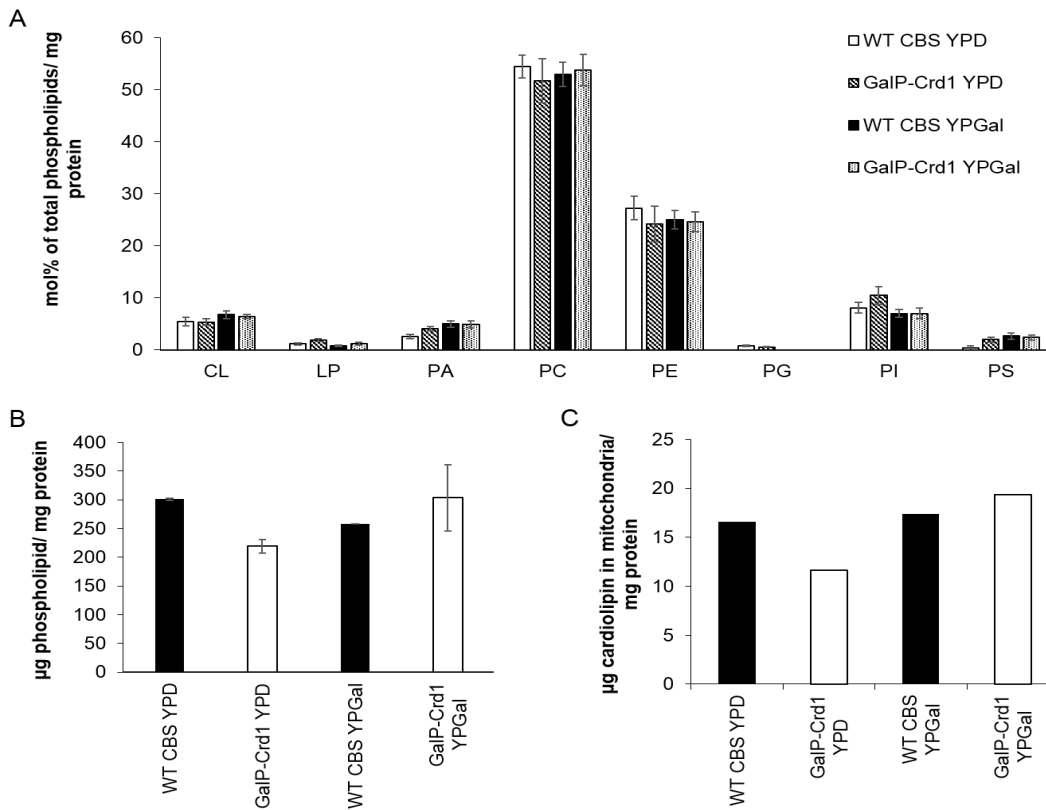 A
mol% of total phospholipids/ mg
protein
60
50
40
30
20
10
0
CL LP PA PC PE PG PI PS
WT CBS YPD
GalP-Crd1 YPD
WT CBS YPGal
GalP-Crd1 YPGal
B
µg phospholipid/ mg protein
400
350
300
250
200
150
100
50
0
WT CBS YPD
GalP-Crd1 YPD
WT CBS YPGal
GalP-Crd1
YPGal
C
µg cardiolipin in mitochondria/
mg protein
25
20
15
10
5
0
WT CBS YPD
GalP-Crd1
YPD
WT CBS
YPGal
GalP-Crd1
YPGal